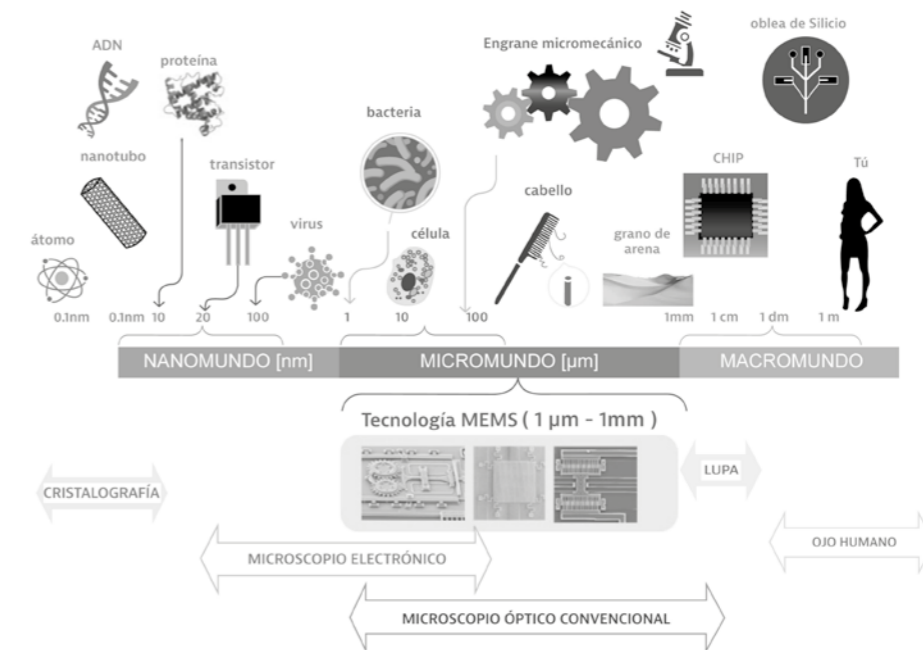 ADN
proteína
nanotubo
átomo
transistor
virus
bacteria
célula
Engrane micromecánico
cabello
grano de
arena
oblea de Silicio
CHIP
Tú
0.1nm 0.1nm 10 20 100 1 10 100 1mm 1 cm 1 dm 1 m
NANOMUNDO [nm] MICROMUNDO [µm] MACROMUNDO
Tecnología MEMS ( 1 µm - 1mm )
LUPA
CRISTALOGRAFÍA
OJO HUMANO
MICROSCOPIO ELECTRÓNICO
MICROSCOPIO ÓPTICO CONVENCIONAL